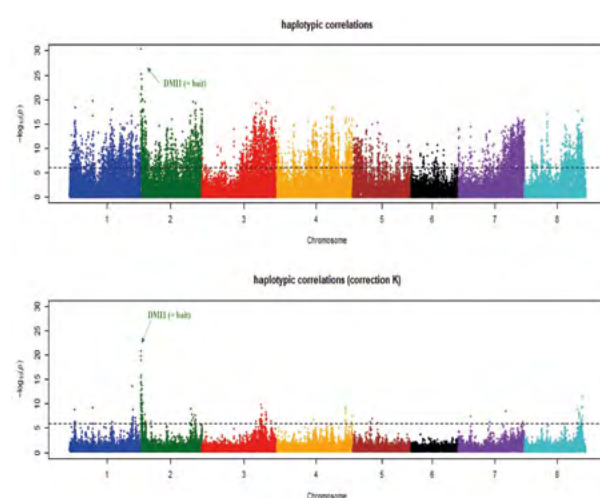 haplotypic correlations
30
25
20
15
10
5
0
−log₁₀(p)
DMI1 (= bait)
1 2 3 4 5 6 7 8
Chromosome
haplotypic correlations (correction K)
30
25
20
15
10
5
0
−log₁₀(p)
DMI1 (= bait)
1 2 3 4 5 6 7 8
Chromosome